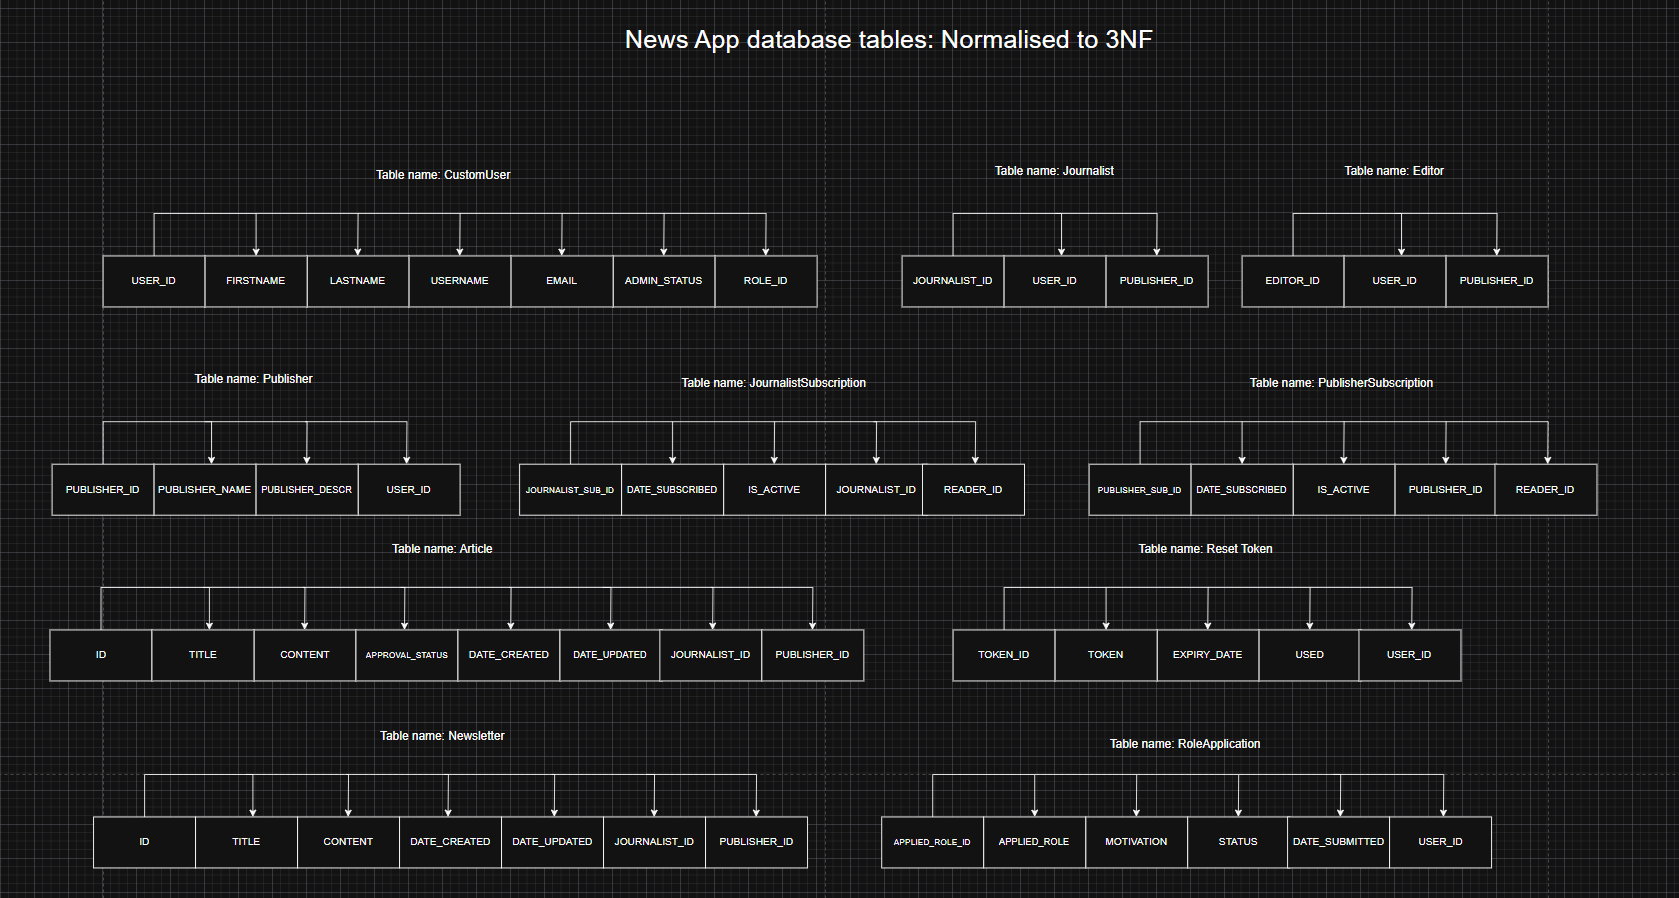 News App database tables: Normalised to 3NF
Table name: CustomUser
USER_ID FIRSTNAME LASTNAME USERNAME EMAIL ADMIN_STATUS ROLE_ID
Table name: Journalist
JOURNALIST_ID USER_ID PUBLISHER_ID
Table name: Editor
EDITOR_ID USER_ID PUBLISHER_ID
Table name: Publisher
PUBLISHER_ID PUBLISHER_NAME PUBLISHER_DESCR USER_ID
Table name: JournalistSubscription
JOURNALIST_SUB_ID DATE_SUBSCRIBED IS_ACTIVE JOURNALIST_ID READER_ID
Table name: PublisherSubscription
PUBLISHER_SUB_ID DATE_SUBSCRIBED IS_ACTIVE PUBLISHER_ID READER_ID
Table name: Article
ID TITLE CONTENT APPROVAL_STATUS DATE_CREATED DATE_UPDATED JOURNALIST_ID PUBLISHER_ID
Table name: Reset Token
TOKEN_ID TOKEN EXPIRY_DATE USED USER_ID
Table name: Newsletter
ID TITLE CONTENT DATE_CREATED DATE_UPDATED JOURNALIST_ID PUBLISHER_ID
Table name: RoleApplication
APPLIED_ROLE_ID APPLIED_ROLE MOTIVATION STATUS DATE_SUBMITTED USER_ID